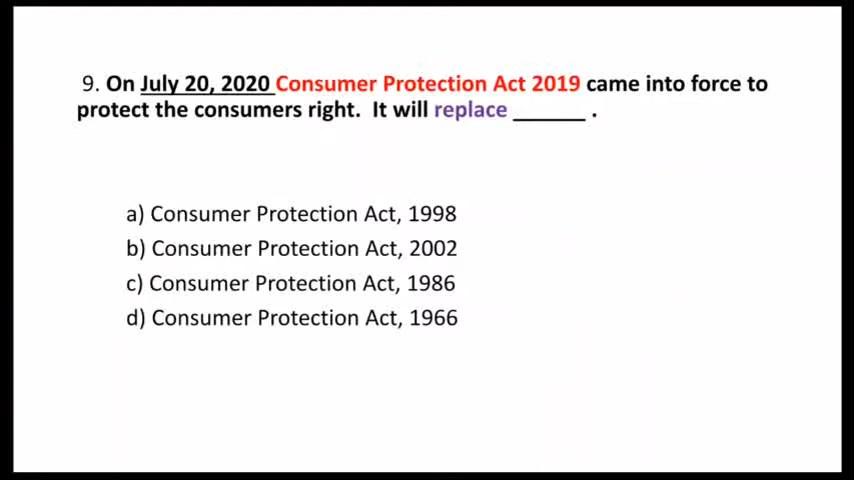 9. On July 20, 2020 Consumer Protection Act 2019 came into force to
protect the consumers right. It will replace ______ .
a) Consumer Protection Act, 1998
b) Consumer Protection Act, 2002
c) Consumer Protection Act, 1986
d) Consumer Protection Act, 1966